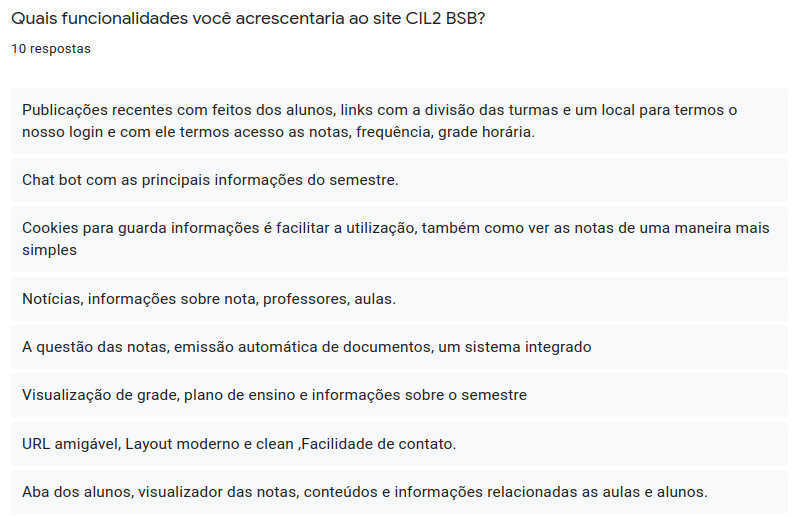 Quais funcionalidades você acrescentaria ao site CIL2 BSB?
10 respostas
Publicações recentes com feitos dos alunos, links com a divisão das turmas e um local para termos o
nosso login e com ele termos acesso as notas, frequência, grade horária.
Chat bot com as principais informações do semestre.
Cookies para guarda informações é facilitar a utilização, também como ver as notas de uma maneira mais
simples
Notícias, informações sobre nota, professores, aulas.
A questão das notas, emissão automática de documentos, um sistema integrado
Visualização de grade, plano de ensino e informações sobre o semestre
URL amigável, Layout moderno e clean ,Facilidade de contato.
Aba dos alunos, visualizador das notas, conteúdos e informações relacionadas as aulas e alunos.